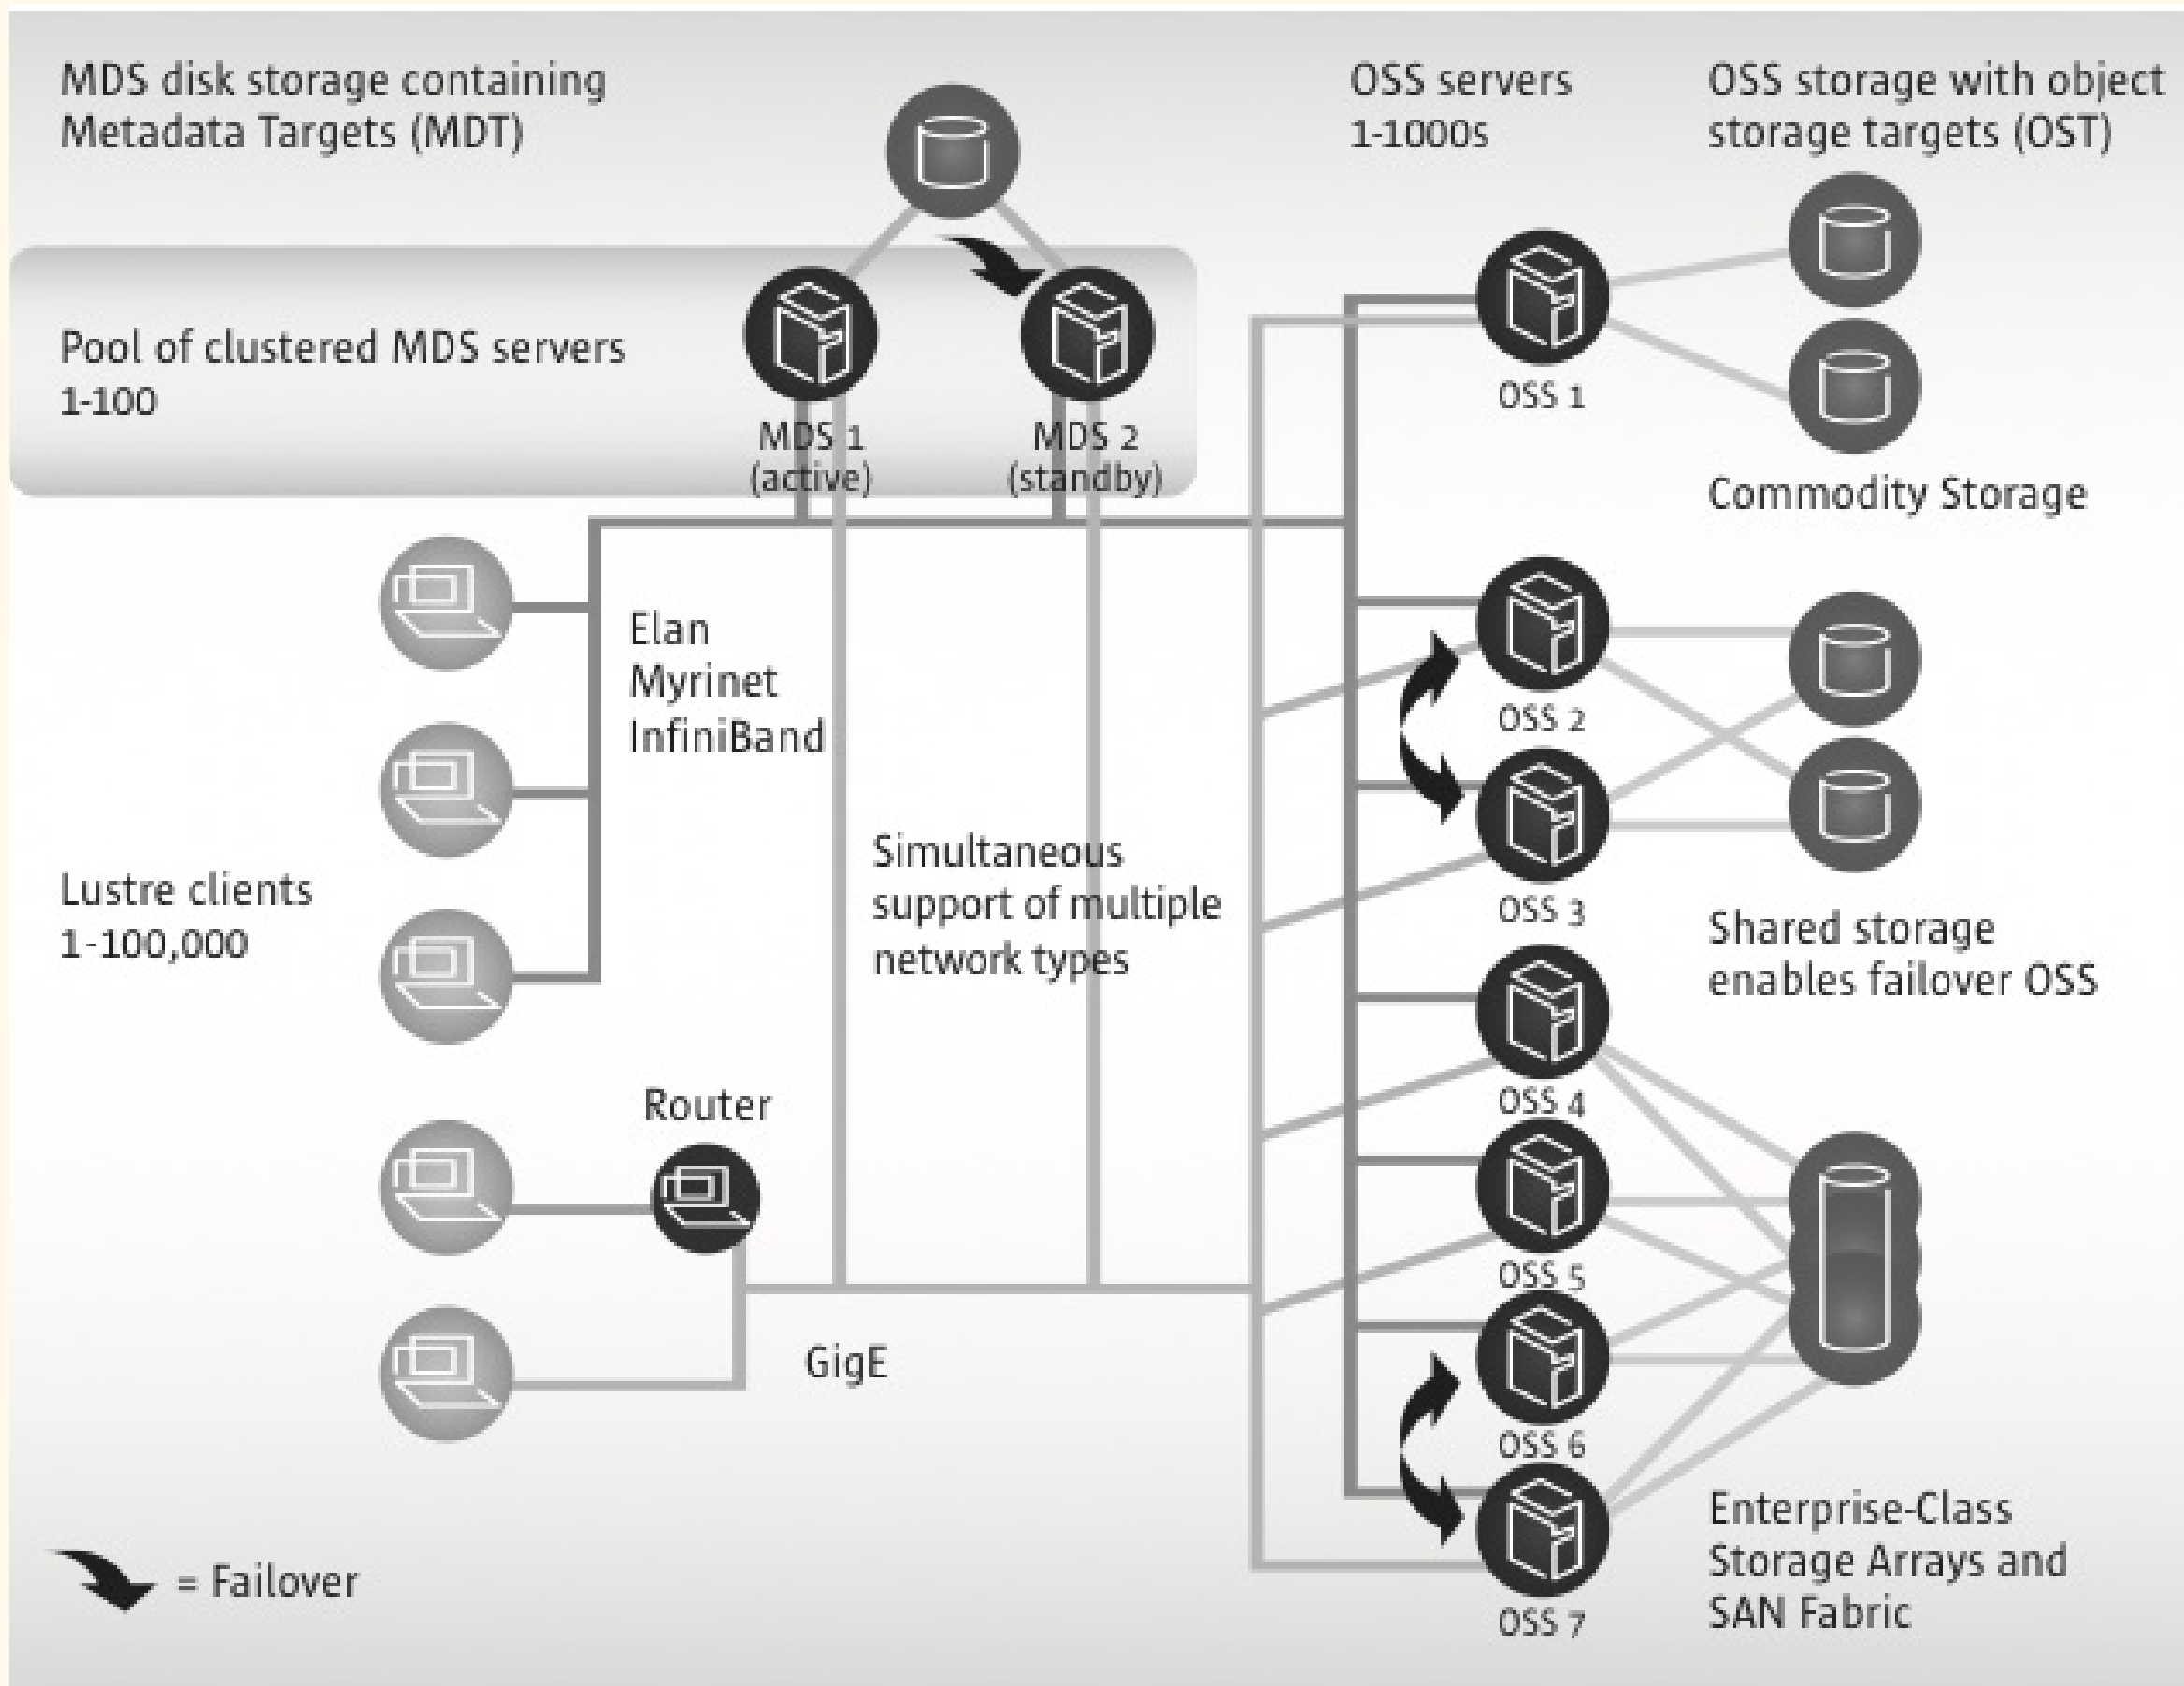 MDS disk storage containing
Metadata Targets (MDT)
OSS servers
1-1000s
OSS storage with object
storage targets (OST)
Pool of clustered MDS servers
1-100
MDS 1
(active)
MDS 2
(standby)
OSS 1
Commodity Storage
Elan
Myrinet
InfiniBand
OSS 2
Simultaneous
support of multiple
network types
Lustre clients
1-100,000
OSS 3
Shared storage
enables failover OSS
Router
OSS 4
OSS 5
GigE
OSS 6
Enterprise-Class
Storage Arrays and
SAN Fabric
= Failover
OSS 7